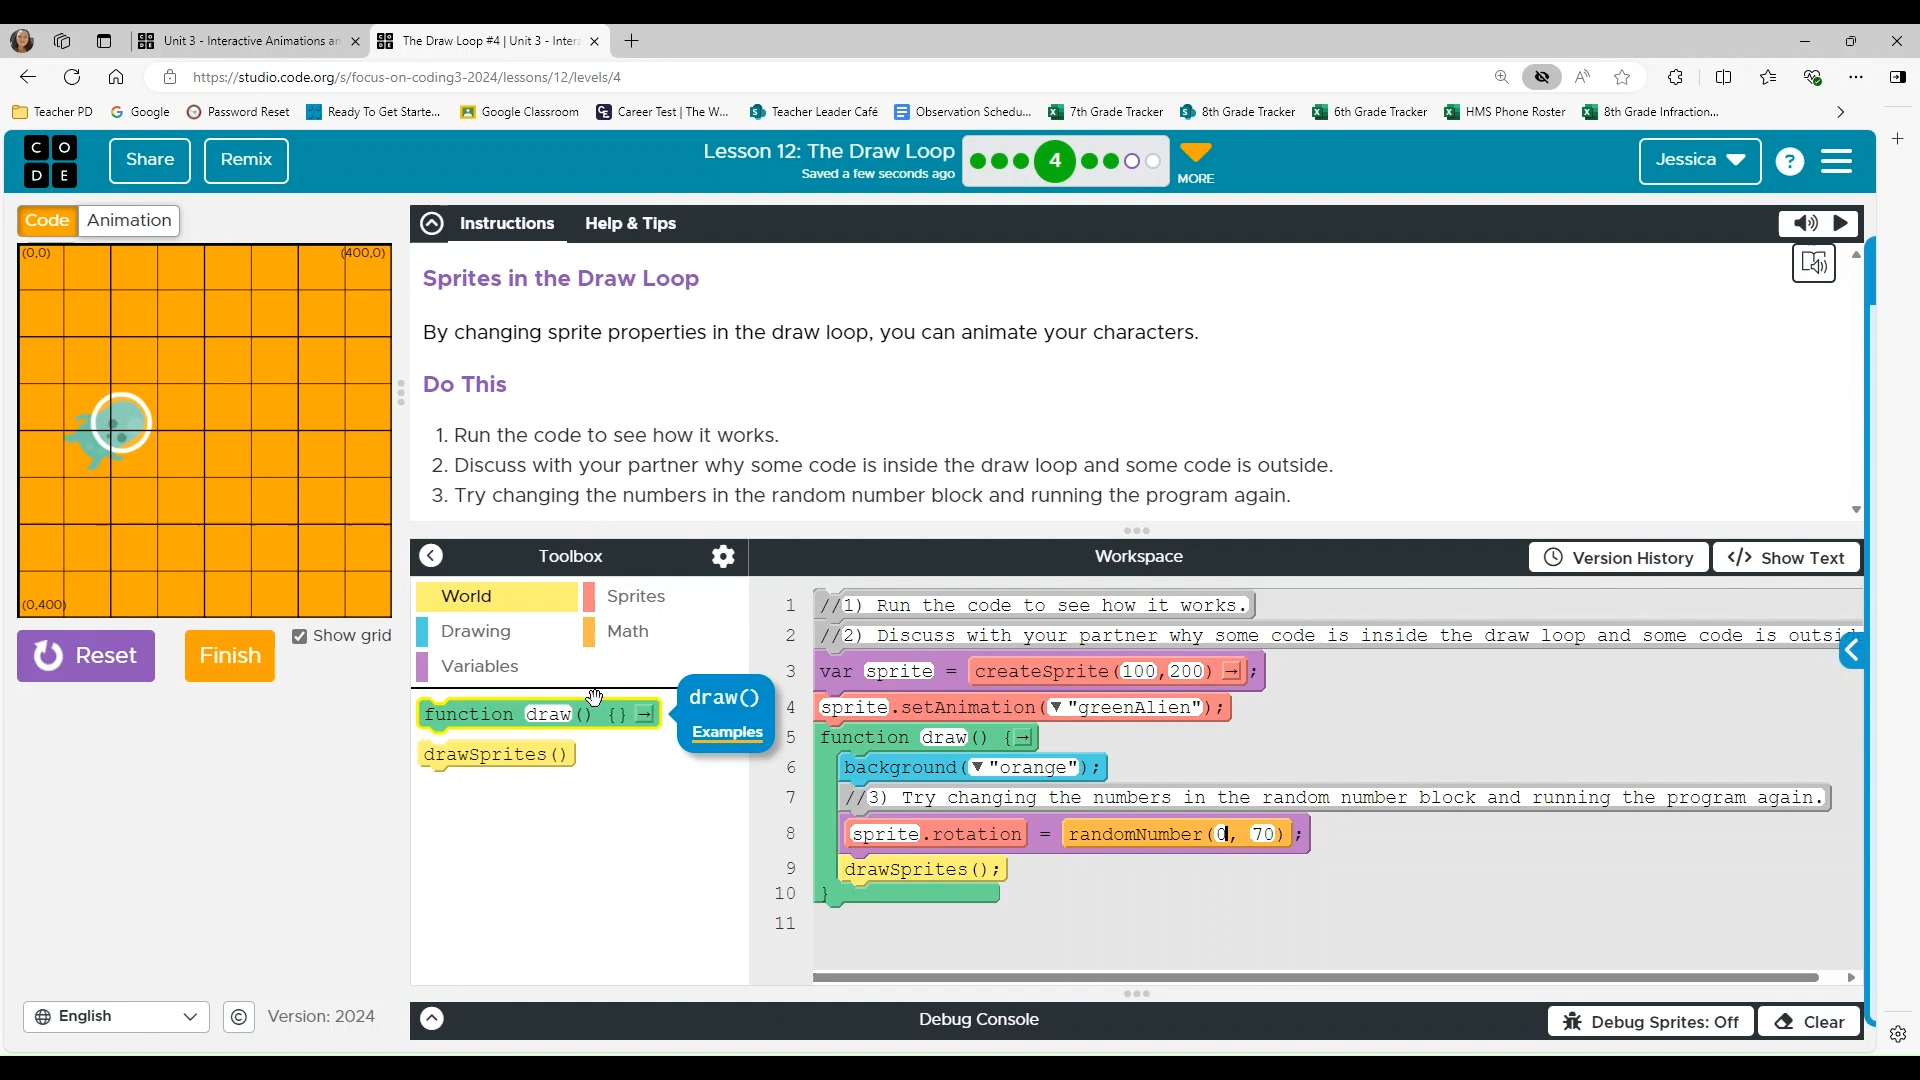 Unit 3 - Interactive Animations an
The Draw Loop #4 | Unit 3 - Inter
https://studio.code.org/s/focus-on-coding3-2024/lessons/12/levels/4
Teacher PD
Google
Password Reset
Ready To Get Starte...
Google Classroom
Career Test | The W...
Teacher Leader Café
Observation Schedu...
7th Grade Tracker
8th Grade Tracker
6th Grade Tracker
HMS Phone Roster
8th Grade Infraction...
C O
D E
Share
Remix
Lesson 12: The Draw Loop
Saved a few seconds ago
4
MORE
Jessica
?
Code
Animation
Instructions
Help & Tips
(0,0)
(400,0)
(0,400)
Sprites in the Draw Loop
By changing sprite properties in the draw loop, you can animate your characters.
Do This
1. Run the code to see how it works.
2. Discuss with your partner why some code is inside the draw loop and some code is outside.
3. Try changing the numbers in the random number block and running the program again.
Reset
Finish
Show grid
Toolbox
Workspace
Version History
</> Show Text
World
Sprites
Drawing
Math
Variables
function draw() {}
drawSprites()
draw()
Examples
1 //1) Run the code to see how it works.
2 //2) Discuss with your partner why some code is inside the draw loop and some code is outside
3 var sprite = createSprite(100,200) ;
4 sprite.setAnimation( "greenAlien");
5 function draw() {
6 background( "orange");
7 //3) Try changing the numbers in the random number block and running the program again.
8 sprite.rotation = randomNumber(0, 70);
9 drawSprites();
10 }
11
English
©
Version: 2024
Debug Console
Debug Sprites: Off
Clear